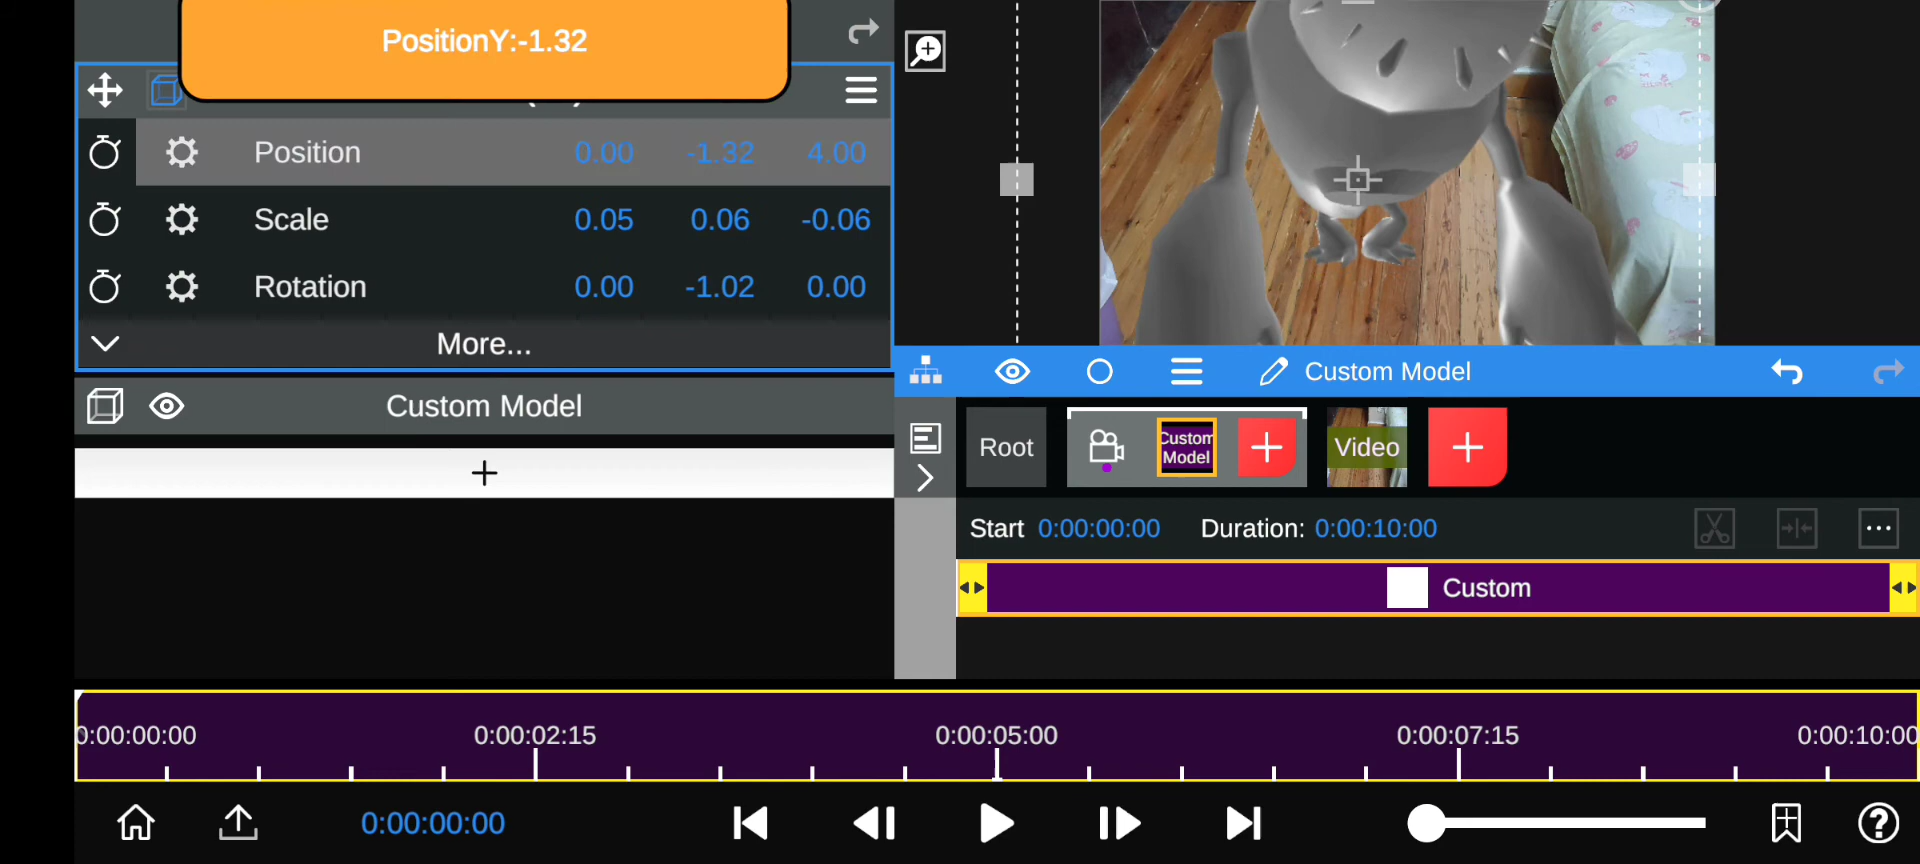 PositionY:-1.32
Position 0.00 -1.32 4.00
Scale 0.05 0.06 -0.06
Rotation 0.00 -1.02 0.00
More...
Custom Model
Custom Model
Root
Custom
Model
Video
Start 0:00:00:00 Duration: 0:00:10:00
Custom
0:00:00:00 0:00:02:15 0:00:05:00 0:00:07:15 0:00:10:00
0:00:00:00